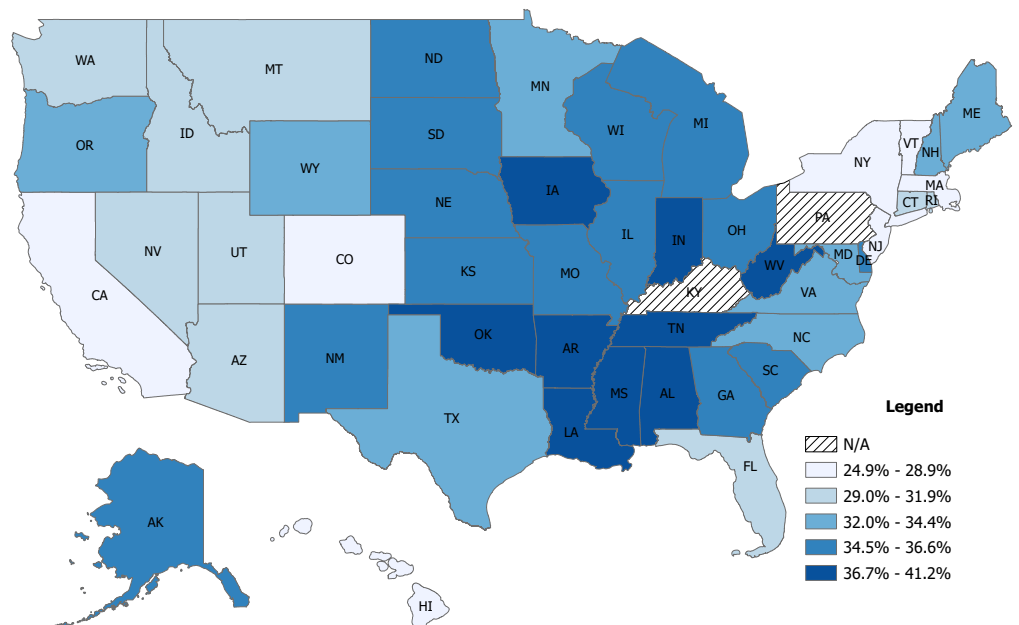 WA
MT
ND
MN
ME
SD
WI
MI
VT
NH
OR
ID
WY
NY
MA
IA
NE
CT
RI
PA
IL
IN
OH
NV
UT
CO
NJ
MD
DE
KS
MO
WV
CA
KY
VA
TN
NC
OK
AR
AZ
NM
SC
MS
AL
GA
TX
LA
FL
AK
HI
Legend
N/A
24.9% - 28.9%
29.0% - 31.9%
32.0% - 34.4%
34.5% - 36.6%
36.7% - 41.2%